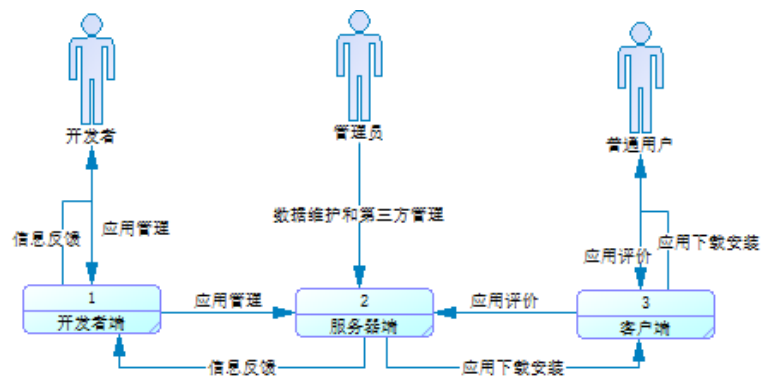 开发者
管理员
普通用户
信息反馈
应用管理
数据维护和第三方管理
应用评价
应用下载安装
1
开发者端
应用管理
2
服务器端
应用评价
3
客户端
信息反馈
应用下载安装